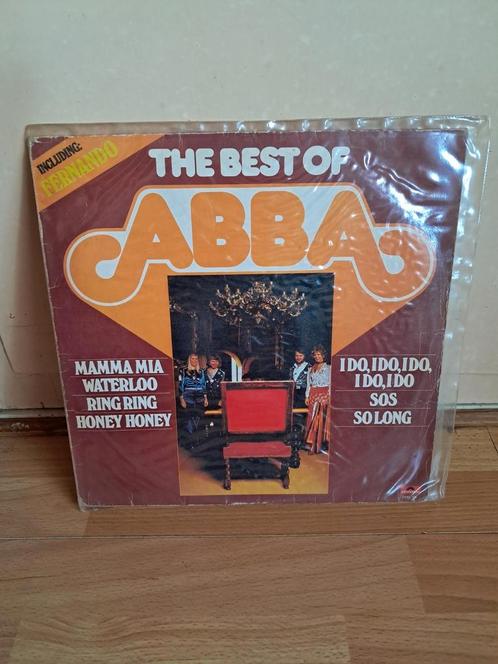 INCLUDING:
FERNANDO
THE BEST OF
ABBA
MAMMA MIA
WATERLOO
RING RING
HONEY HONEY
I DO, I DO, I DO,
I DO, I DO
SOS
SO LONG